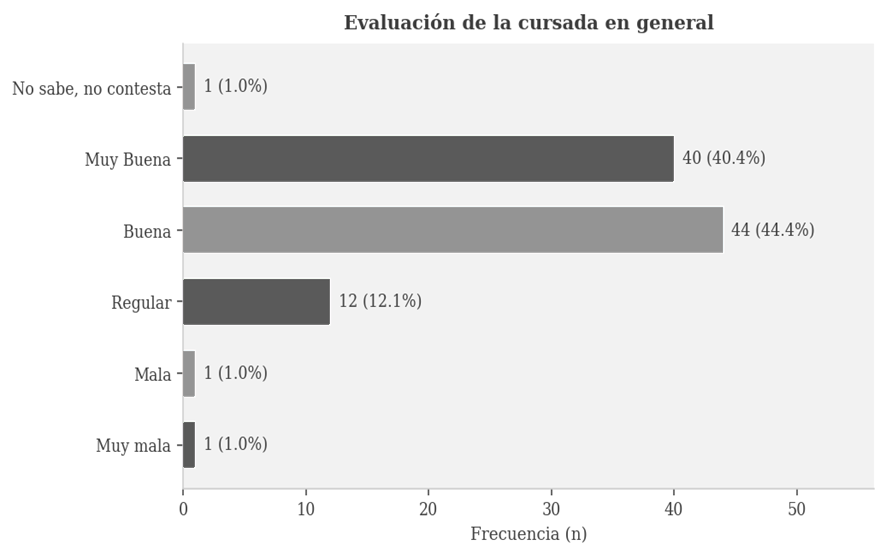 Evaluación de la cursada en general
No sabe, no contesta 1 (1.0%)
Muy Buena 40 (40.4%)
Buena 44 (44.4%)
Regular 12 (12.1%)
Mala 1 (1.0%)
Muy mala 1 (1.0%)
0 10 20 30 40 50
Frecuencia (n)